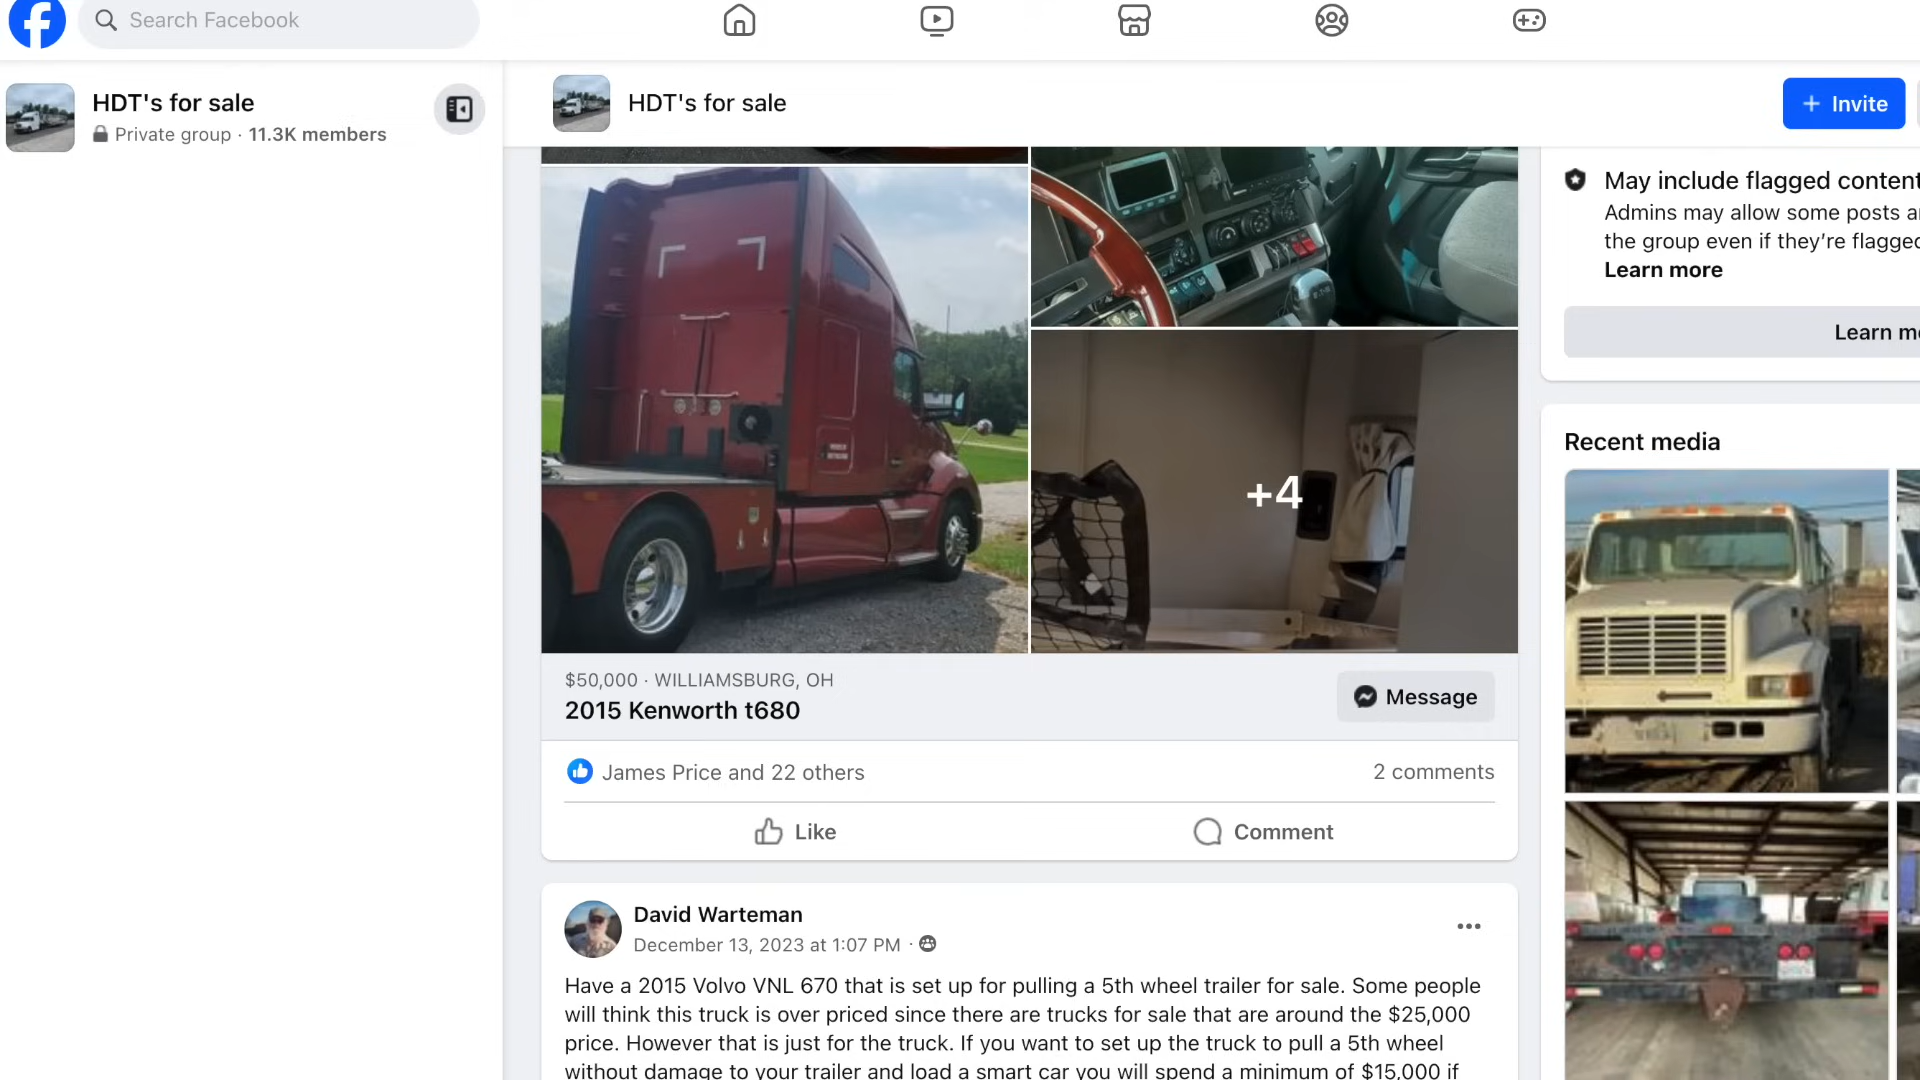 Search Facebook
HDT's for sale
Private group · 11.3K members
HDT's for sale
+ Invite
May include flagged content
Admins may allow some posts
the group even if they're
Learn more
Learn
Recent media
+4
$50,000 · WILLIAMSBURG, OH
2015 Kenworth t680
Message
James Price and 22 others
2 comments
Like
Comment
David Warteman
December 13, 2023 at 1:07 PM ·
Have a 2015 Volvo VNL 670 that is set up for pulling a 5th wheel trailer for sale. Some people
will think this truck is over priced since there are trucks for sale that are around the $25,000
price. However that is just for the truck. If you want to set up the truck to pull a 5th wheel
without damage to your trailer and load a smart car you will spend a minimum of $15,000 if